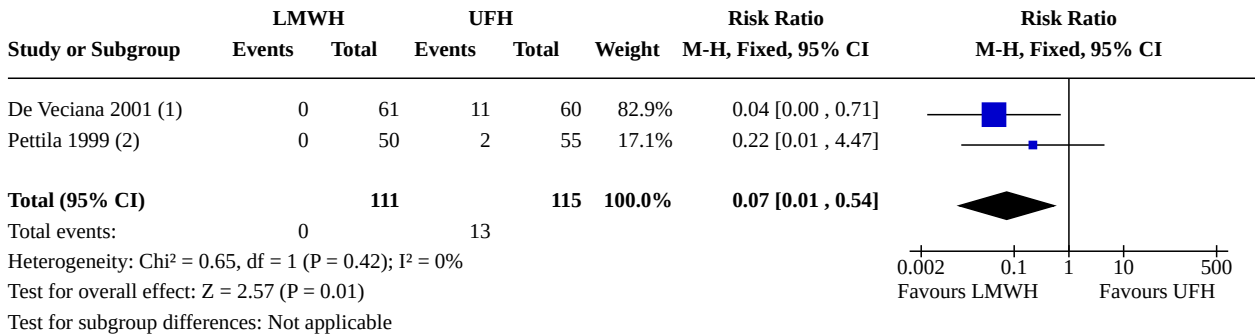 LMWH UFH Risk Ratio Risk Ratio
Study or Subgroup Events Total Events Total Weight M-H, Fixed, 95% CI M-H, Fixed, 95% CI
De Veciana 2001 (1) 0 61 11 60 82.9% 0.04 [0.00 , 0.71]
Pettila 1999 (2) 0 50 2 55 17.1% 0.22 [0.01 , 4.47]
Total (95% CI) 111 115 100.0% 0.07 [0.01 , 0.54]
Total events: 0 13
Heterogeneity: Chi² = 0.65, df = 1 (P = 0.42); I² = 0%
0.002 0.1 1 10 500
Test for overall effect: Z = 2.57 (P = 0.01)
Favours LMWH Favours UFH
Test for subgroup differences: Not applicable